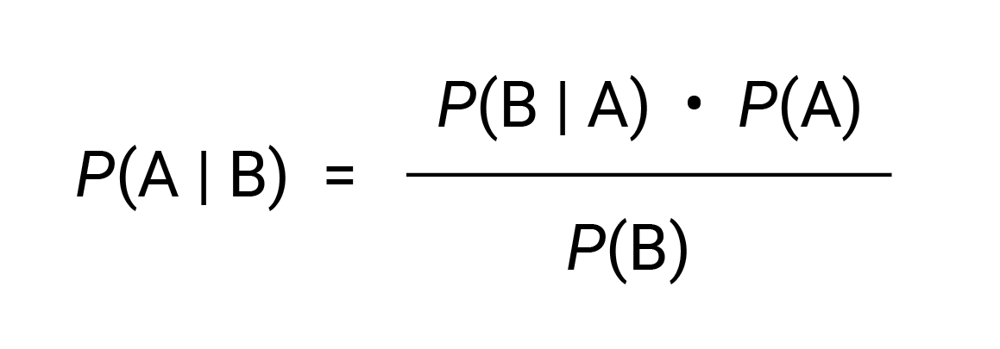 P(A | B) =
P(B | A) • P(A)
P(B)